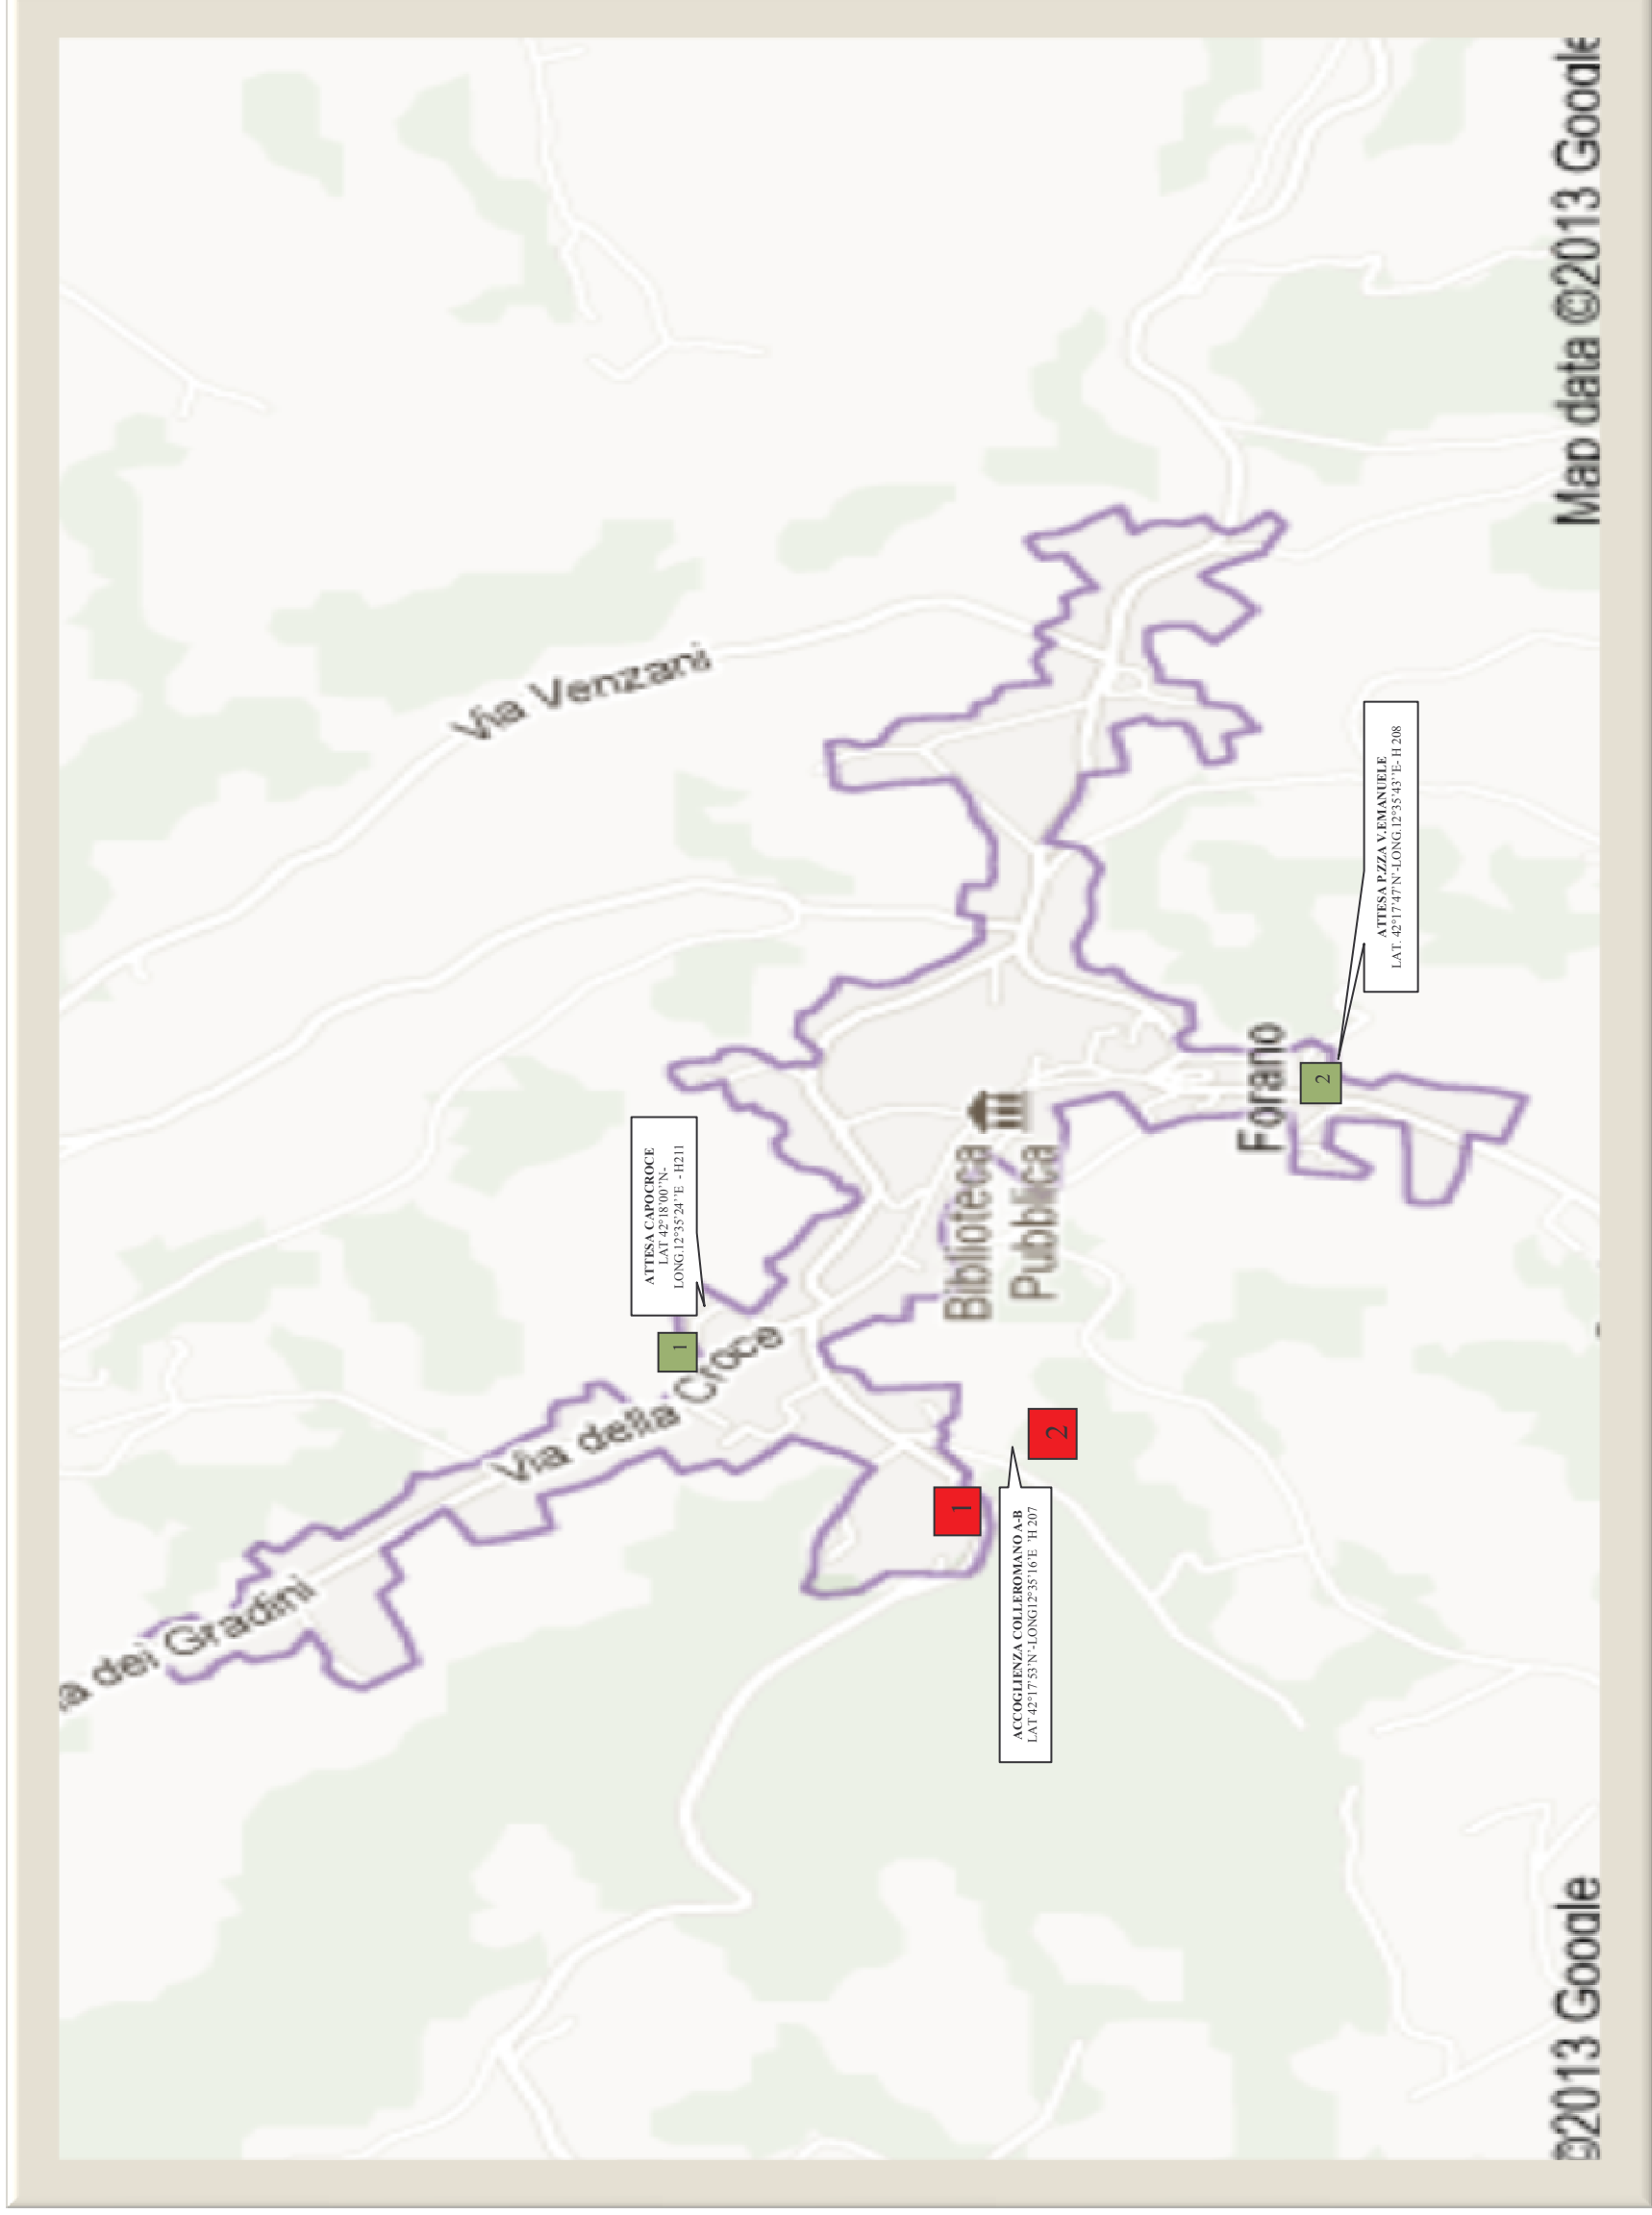 a dei Gradini
Via della Croce
Via Venzani
ATTESA CAPOCROCE
LAT 42°18'00''N-
LONG.12°35'24''E - H211
1
1
2
ACCOGLIENZA COLLEROMANO A-B
LAT 42°17'53'N'-LONG12°35'16'E 'H 207
Biblioteca
Pubblica
Forano
2
ATTESA P.ZZA V.EMANUELE
LAT. 42°17'47'N'-LONG.12°35'43''E- H 208
©2013 Google
Map data ©2013 Google